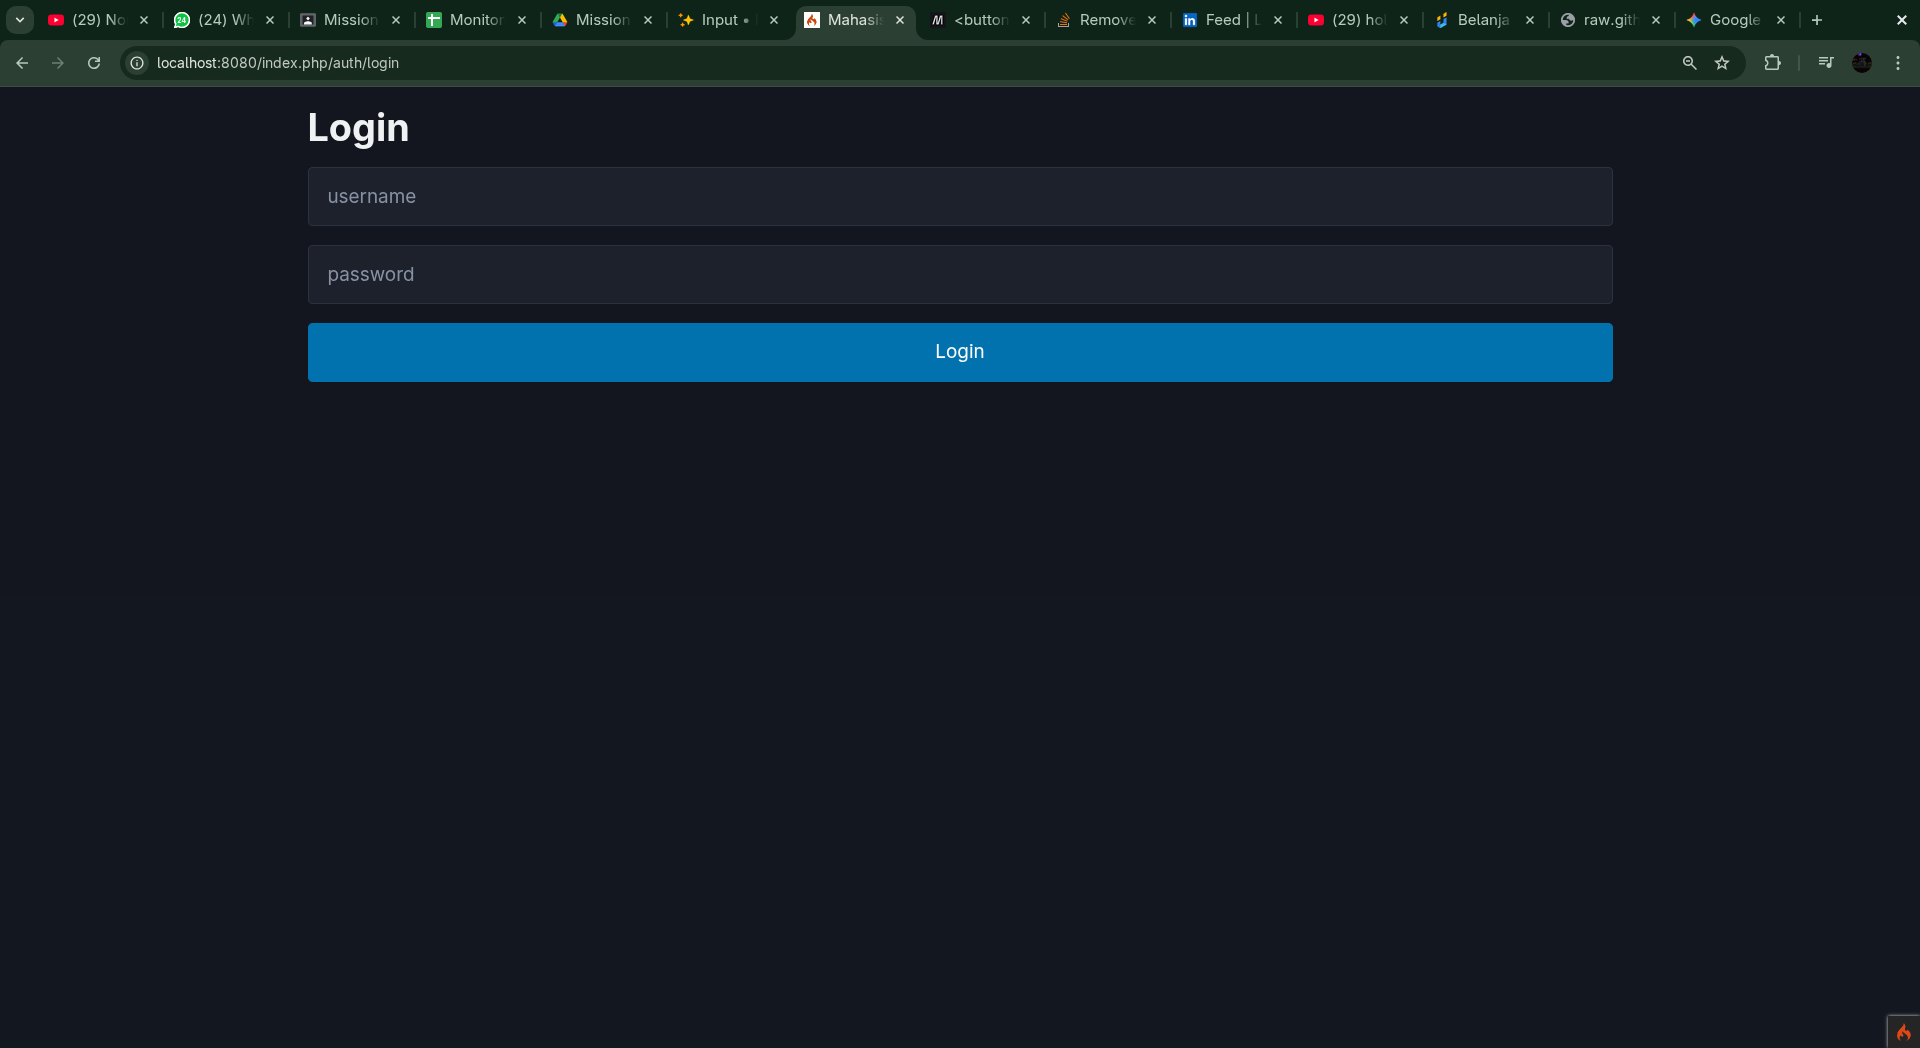 (29) No
(24) Wh
Mission
Monitor
Mission
Input •
Mahasis
<button
Remove
Feed | L
(29) hol
Belanja
raw.gith
Google
localhost:8080/index.php/auth/login
Login
username
password
Login